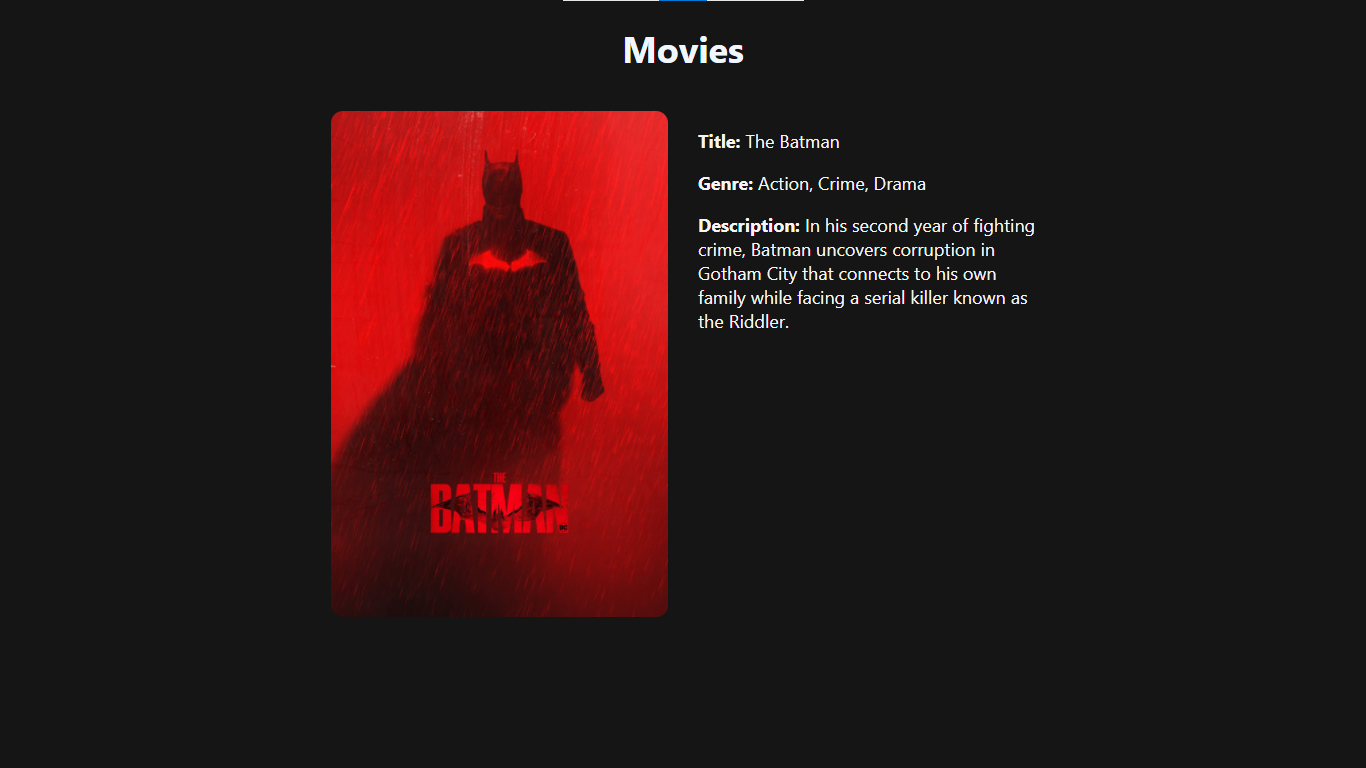 Movies
Title: The Batman
Genre: Action, Crime, Drama
Description: In his second year of fighting
crime, Batman uncovers corruption in
Gotham City that connects to his own
family while facing a serial killer known as
the Riddler.
THE
BATMAN
DC